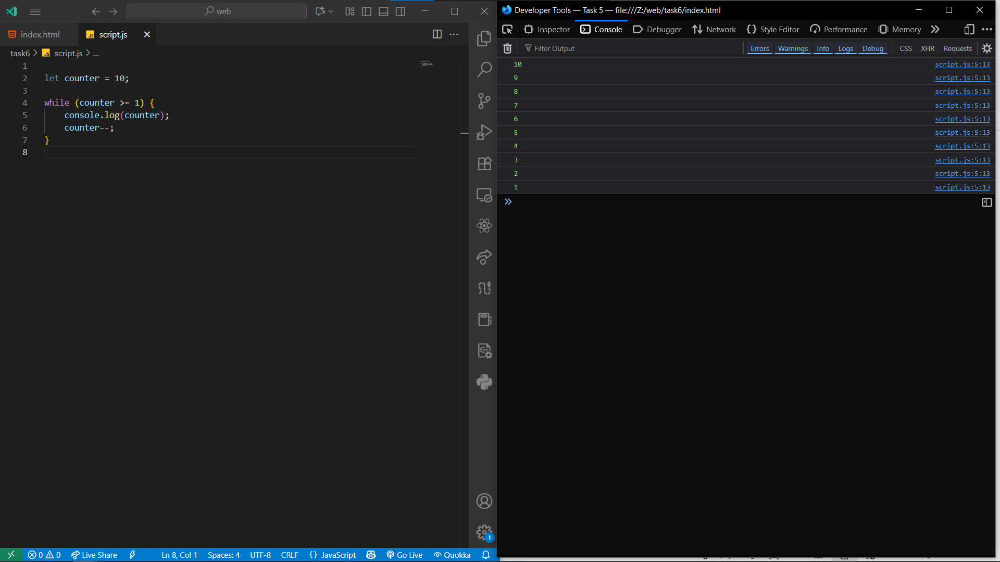 web
index.html
script.js
task6 > script.js > ...
1
2 let counter = 10;
3
4 while (counter >= 1) {
5 console.log(counter);
6 counter--;
7 }
8
1
0 0 Live Share Ln 8, Col 1 Spaces: 4 UTF-8 CRLF {} JavaScript Go Live Quokka
Developer Tools — Task 5 — file:///Z:/web/task6/index.html
Inspector Console Debugger Network Style Editor Performance Memory
Filter Output Errors Warnings Info Logs Debug CSS XHR Requests
10 script.js:5:13
9 script.js:5:13
8 script.js:5:13
7 script.js:5:13
6 script.js:5:13
5 script.js:5:13
4 script.js:5:13
3 script.js:5:13
2 script.js:5:13
1 script.js:5:13